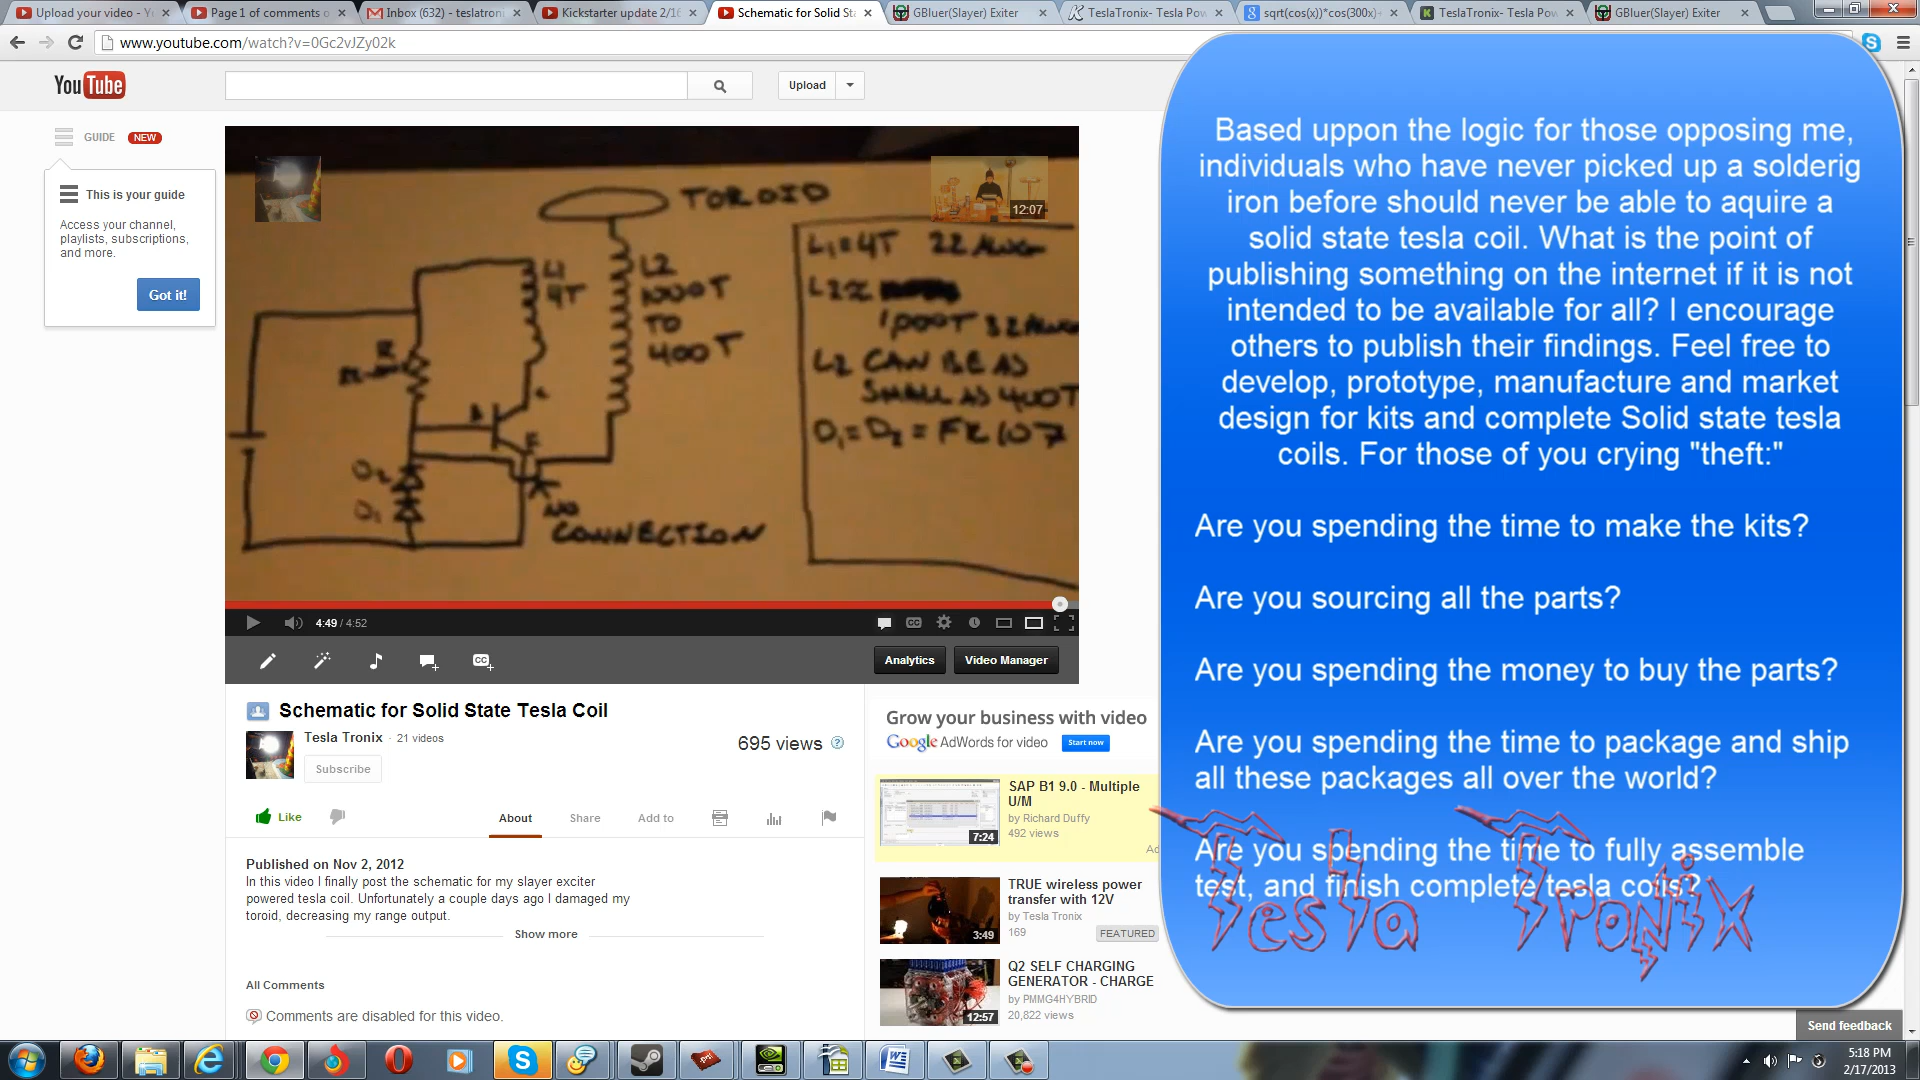 Upload your video - Yo
Page 1 of comments o
Inbox (632) - teslatroni
Kickstarter update 2/16
Schematic for Solid Sta
GBluer(Slayer) Exiter
TeslaTronix- Tesla Pow
sqrt(cos(x))*cos(300x)+
TeslaTronix- Tesla Pow
GBluer(Slayer) Exiter
www.youtube.com/watch?v=0Gc2vJZy02k
YouTube
Upload
GUIDE NEW
This is your guide
Access your channel,
playlists, subscriptions,
and more.
Got it!
12:07
TOROID
L1
4T
L2
1000T
TO
400T
L1=4T 22 AWG
L2=
1000T 32 AWG
L2 CAN BE AS
SMALL AS 400T
D1=D2=FR107
R
B
E
D2
D1
NO
CONNECTION
4:49 / 4:52
Analytics
Video Manager
Schematic for Solid State Tesla Coil
Tesla Tronix · 21 videos
Subscribe
695 views
Like
About
Share
Add to
Published on Nov 2, 2012
In this video I finally post the schematic for my slayer exciter
powered tesla coil. Unfortunately a couple days ago I damaged my
toroid, decreasing my range output.
Show more
All Comments
Comments are disabled for this video.
Grow your business with video
Google AdWords for video
Start now
SAP B1 9.0 - Multiple
U/M
by Richard Duffy
492 views
7:24
Ad
TRUE wireless power
transfer with 12V
by Tesla Tronix
169
FEATURED
3:49
Q2 SELF CHARGING
GENERATOR - CHARGE
by PMMG4HYBRID
20,822 views
12:57
Based uppon the logic for those opposing me,
individuals who have never picked up a solderig
iron before should never be able to aquire a
solid state tesla coil. What is the point of
publishing something on the internet if it is not
intended to be available for all? I encourage
others to publish their findings. Feel free to
develop, prototype, manufacture and market
design for kits and complete Solid state tesla
coils. For those of you crying "theft:"
Are you spending the time to make the kits?
Are you sourcing all the parts?
Are you spending the money to buy the parts?
Are you spending the time to package and ship
all these packages all over the world?
Are you spending the time to fully assemble
test, and finish complete tesla coils?
Tesla Tronix
Send feedback
5:18 PM
2/17/2013